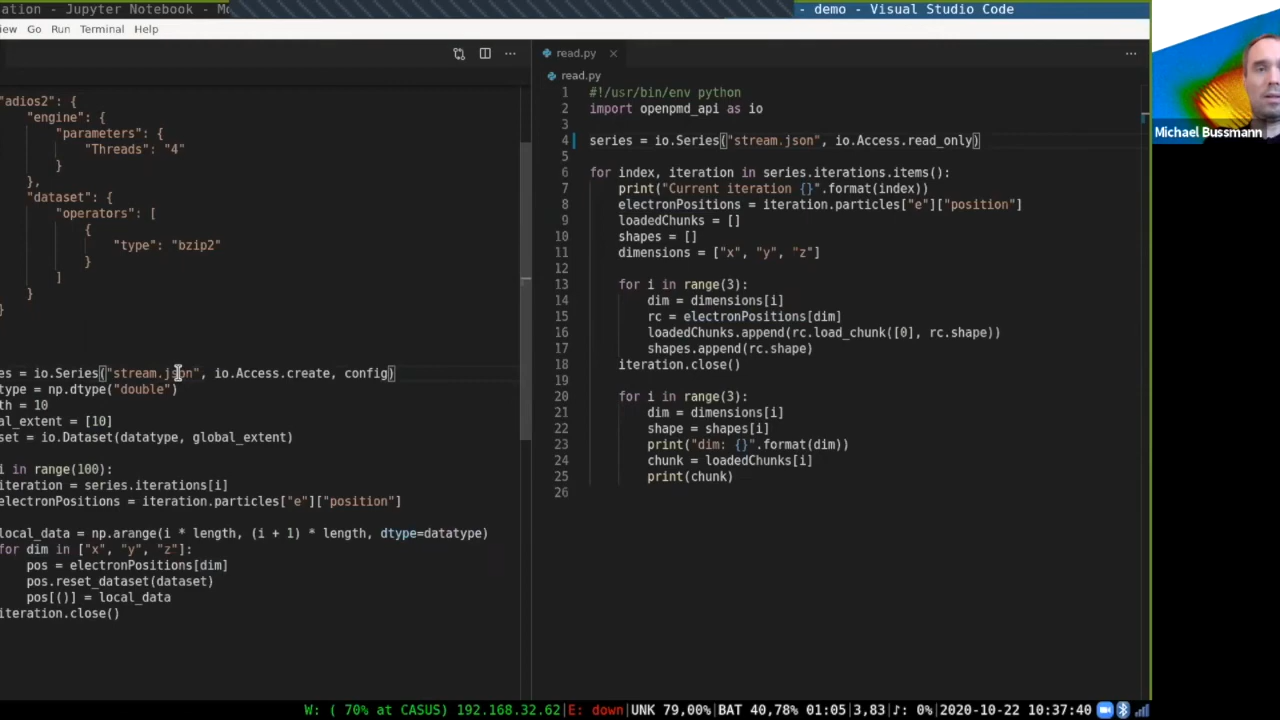 ation - Jupyter Notebook - Mo
- demo - Visual Studio Code
iew Go Run Terminal Help
"adios2": {
"engine": {
"parameters": {
"Threads": "4"
}
},
"dataset": {
"operators": [
{
"type": "bzip2"
}
]
}
}
es = io.Series("stream.json", io.Access.create, config)
type = np.dtype("double")
th = 10
al_extent = [10]
set = io.Dataset(datatype, global_extent)
i in range(100):
iteration = series.iterations[i]
electronPositions = iteration.particles["e"]["position"]
local_data = np.arange(i * length, (i + 1) * length, dtype=datatype)
for dim in ["x", "y", "z"]:
pos = electronPositions[dim]
pos.reset_dataset(dataset)
pos[()] = local_data
iteration.close()
read.py
read.py
1 #!/usr/bin/env python
2 import openpmd_api as io
3
4 series = io.Series("stream.json", io.Access.read_only)
5
6 for index, iteration in series.iterations.items():
7 print("Current iteration {}".format(index))
8 electronPositions = iteration.particles["e"]["position"]
9 loadedChunks = []
10 shapes = []
11 dimensions = ["x", "y", "z"]
12
13 for i in range(3):
14 dim = dimensions[i]
15 rc = electronPositions[dim]
16 loadedChunks.append(rc.load_chunk([0], rc.shape))
17 shapes.append(rc.shape)
18 iteration.close()
19
20 for i in range(3):
21 dim = dimensions[i]
22 shape = shapes[i]
23 print("dim: {}".format(dim))
24 chunk = loadedChunks[i]
25 print(chunk)
26
Michael Bussmann
W: ( 70% at CASUS) 192.168.32.62|E: down|UNK 79,00%|BAT 40,78% 01:05|3,83|♪: 0%|2020-10-22 10:37:40